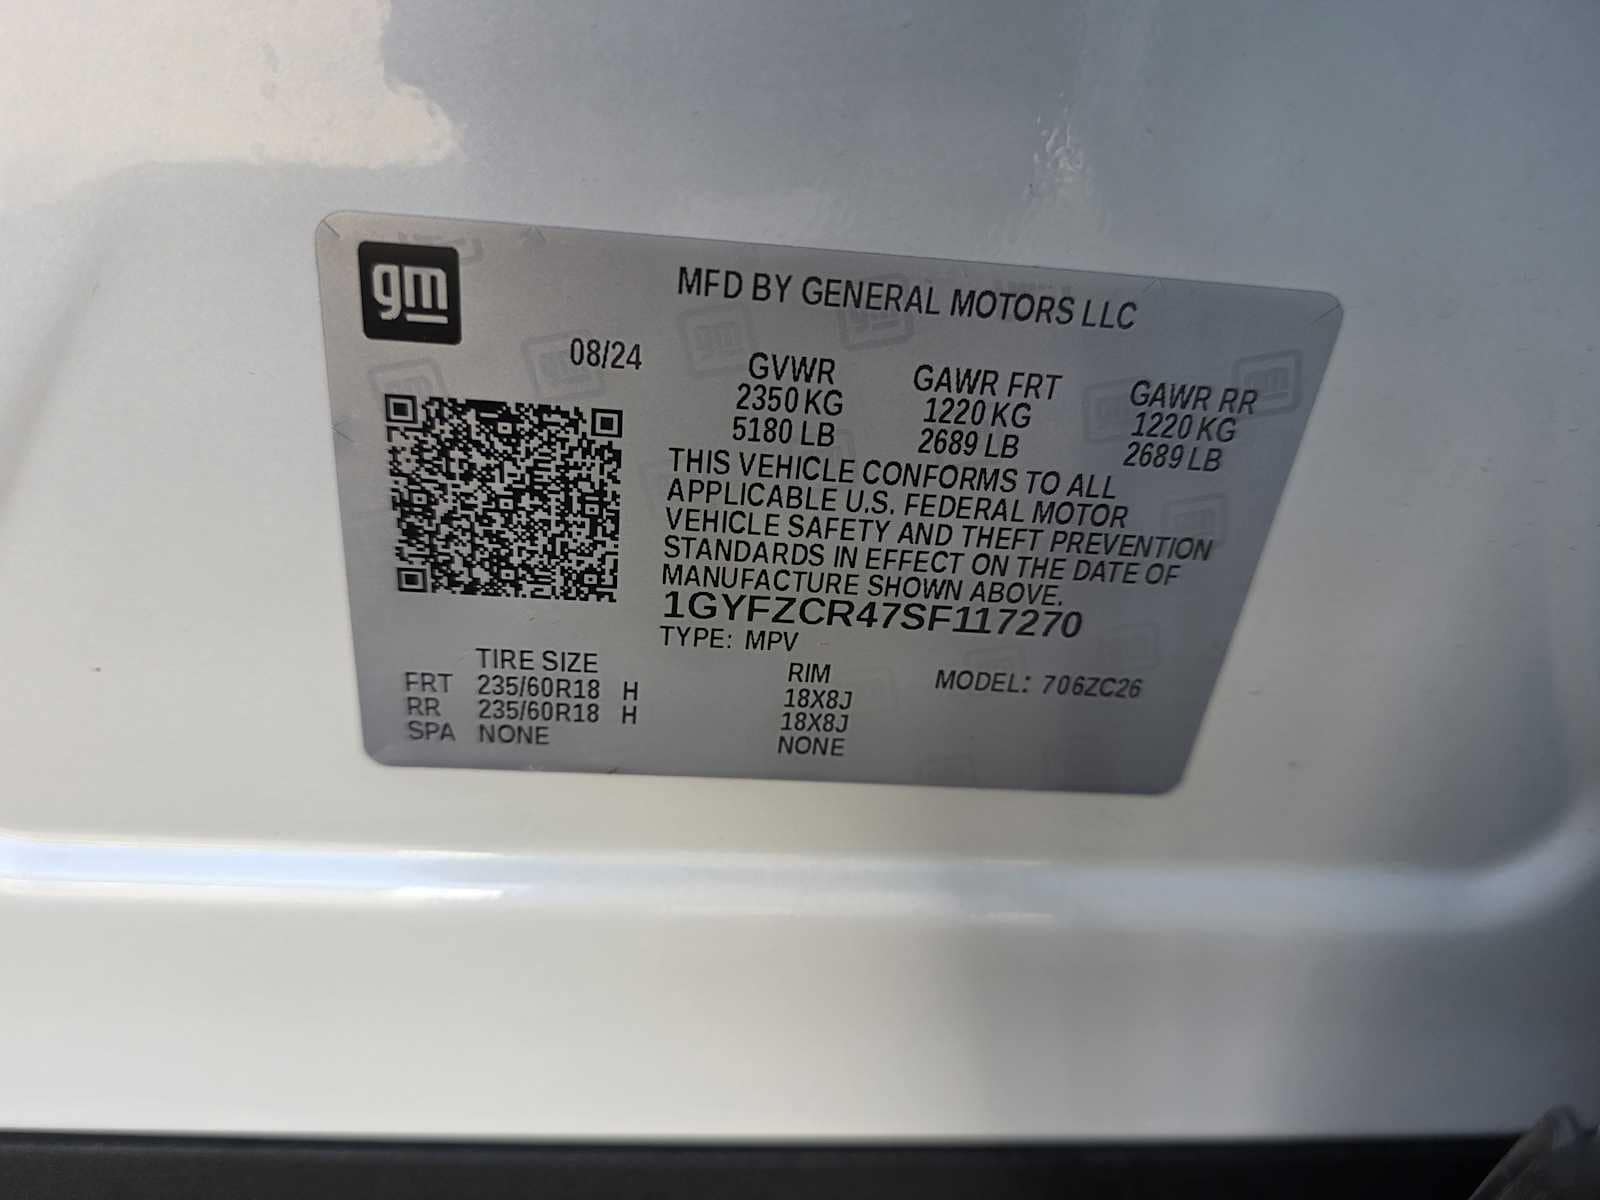 gm
MFD BY GENERAL MOTORS LLC
08/24
GVWR GAWR FRT GAWR RR
2350 KG 1220 KG 1220 KG
5180 LB 2689 LB 2689 LB
THIS VEHICLE CONFORMS TO ALL
APPLICABLE U.S. FEDERAL MOTOR
VEHICLE SAFETY AND THEFT PREVENTION
STANDARDS IN EFFECT ON THE DATE OF
MANUFACTURE SHOWN ABOVE.
1GYFZCR47SF117270
TYPE: MPV
TIRE SIZE RIM MODEL: 706ZC26
FRT 235/60R18 H 18X8J
RR 235/60R18 H 18X8J
SPA NONE NONE